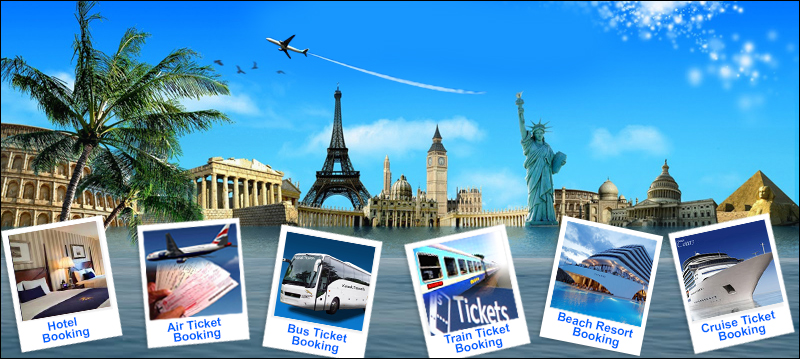 Hotel
Booking
Air Ticket
Booking
Bus Ticket
Booking
Tickets
Train Ticket
Booking
Beach Resort
Booking
Cruise Ticket
Booking